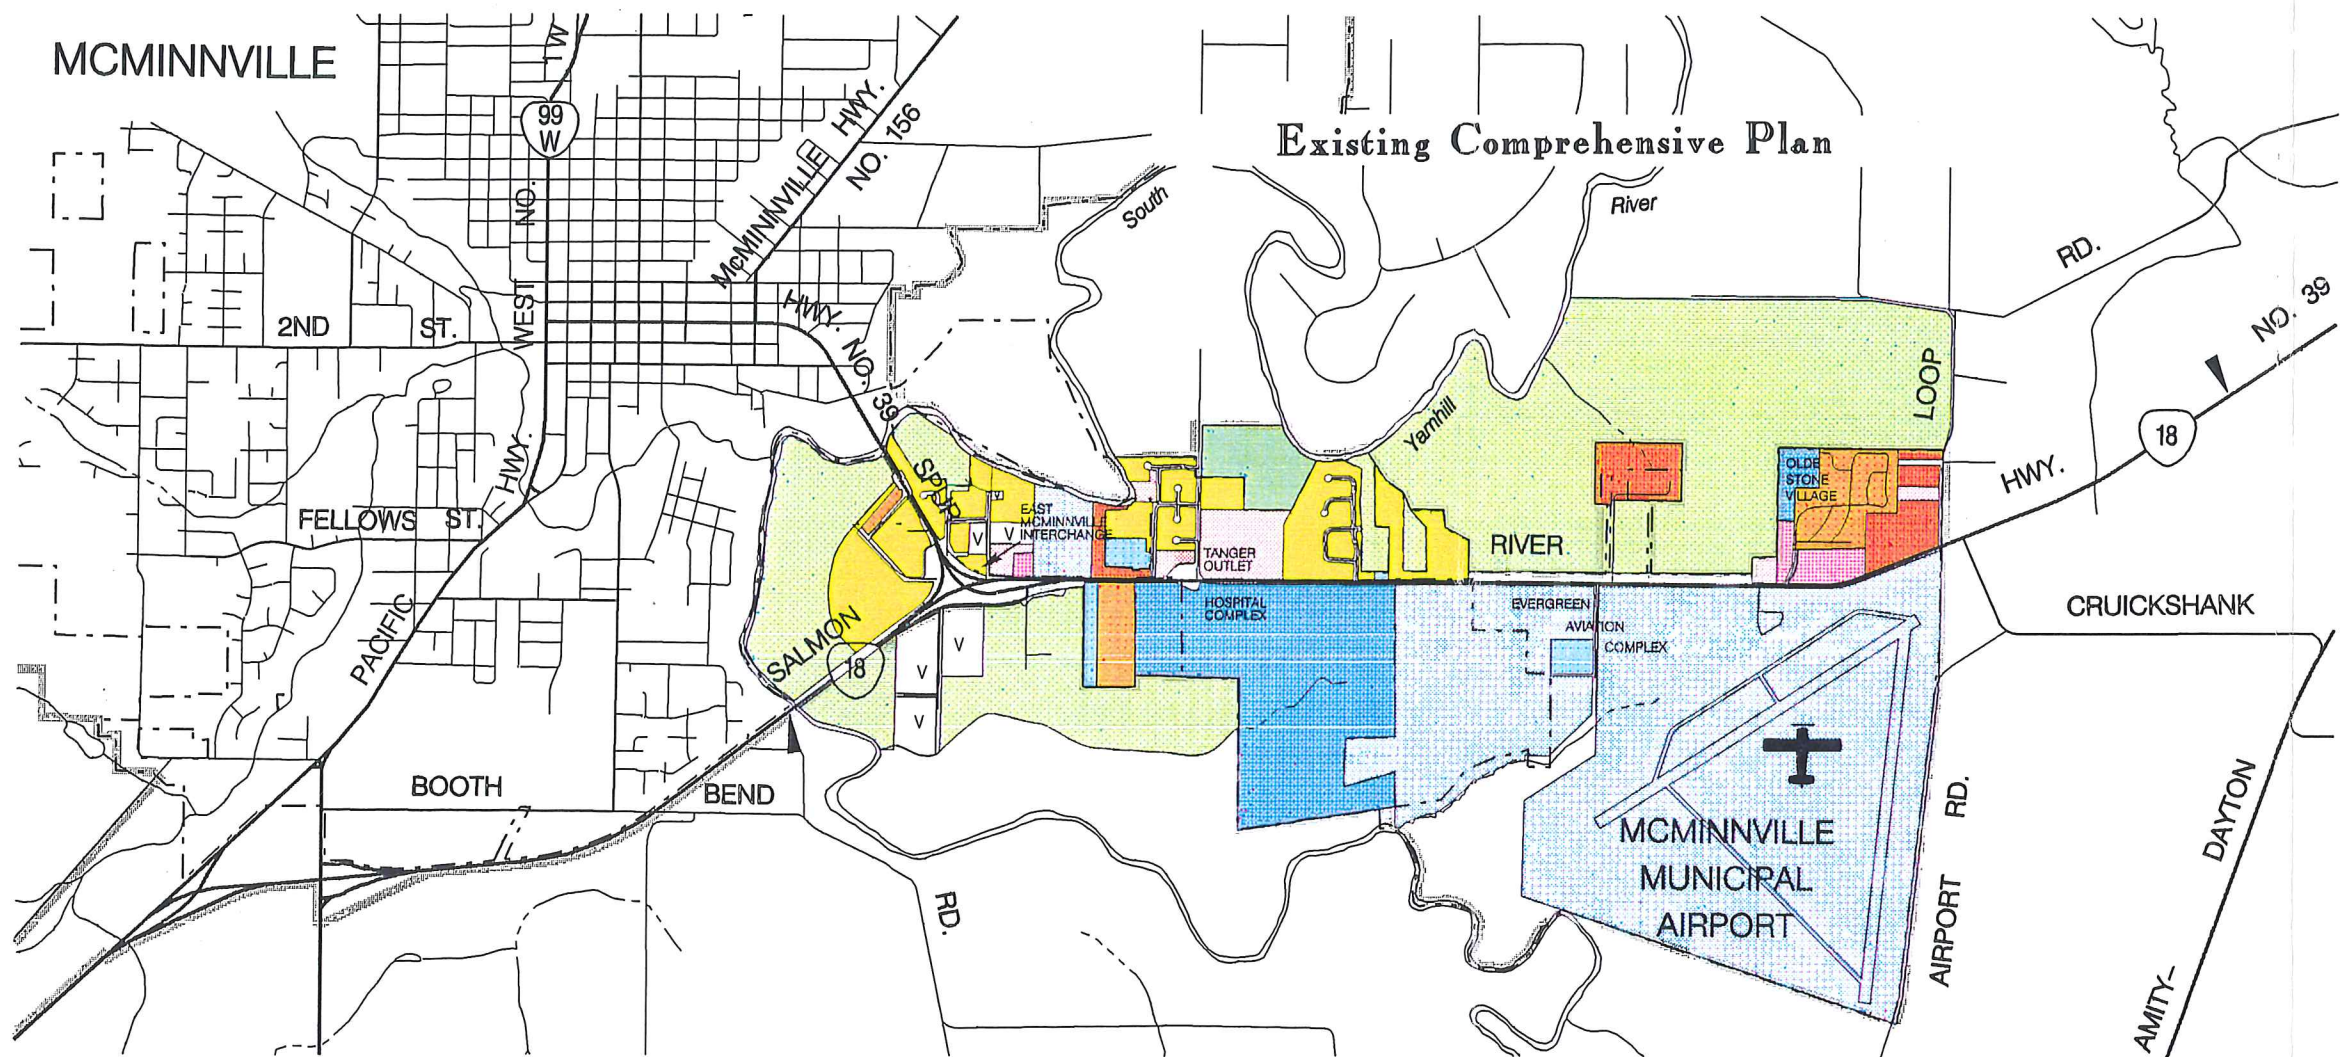 MCMINNVILLE
1W
99
W
NO.
WEST
HWY.
PACIFIC
McMINNVILLE HWY.
NO. 156
Existing Comprehensive Plan
South
River
Yamhill
RD.
NO. 39
18
HWY.
LOOP
2ND ST.
HWY. NO. 39
SPUR
FELLOWS ST.
EAST
MCMINNVILLE
INTERCHANGE
V
V
V
TANGER
OUTLET
RIVER
OLDE
STONE
VILLAGE
HOSPITAL
COMPLEX
EVERGREEN
AVIATION
COMPLEX
CRUICKSHANK
SALMON
18
V
V
V
BOOTH BEND
RD.
MCMINNVILLE
MUNICIPAL
AIRPORT
AIRPORT RD.
AMITY- DAYTON